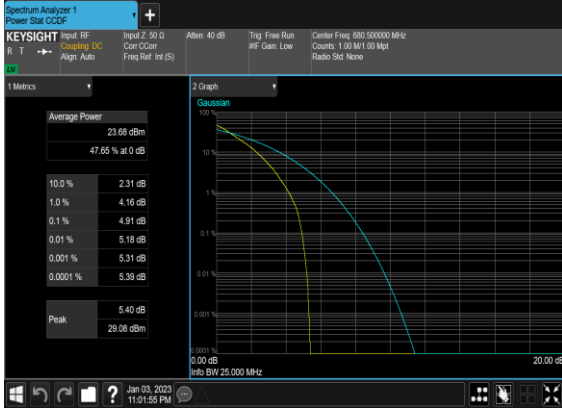 Spectrum Analyzer 1
Power Stat CCDF
+
KEYSIGHT
R T
LXI
Input: RF
Coupling: DC
Align: Auto
Input Z: 50 Ω
Corr CCorr
Freq Ref: Int (S)
Atten: 40 dB
Trig: Free Run
#IF Gain: Low
Center Freq: 680.500000 MHz
Counts: 1.00 M/1.00 Mpt
Radio Std: None
1 Metrics
Average Power
23.68 dBm
47.65 % at 0 dB
10.0 % 2.31 dB
1.0 % 4.16 dB
0.1 % 4.91 dB
0.01 % 5.18 dB
0.001 % 5.31 dB
0.0001 % 5.39 dB
Peak
5.40 dB
29.08 dBm
2 Graph
Gaussian
100 %
10 %
1 %
0.1 %
0.01 %
0.001 %
0.0001 %
0.00 dB 20.00 dB
Info BW 25.000 MHz
?
Jan 03, 2023
11:01:55 PM